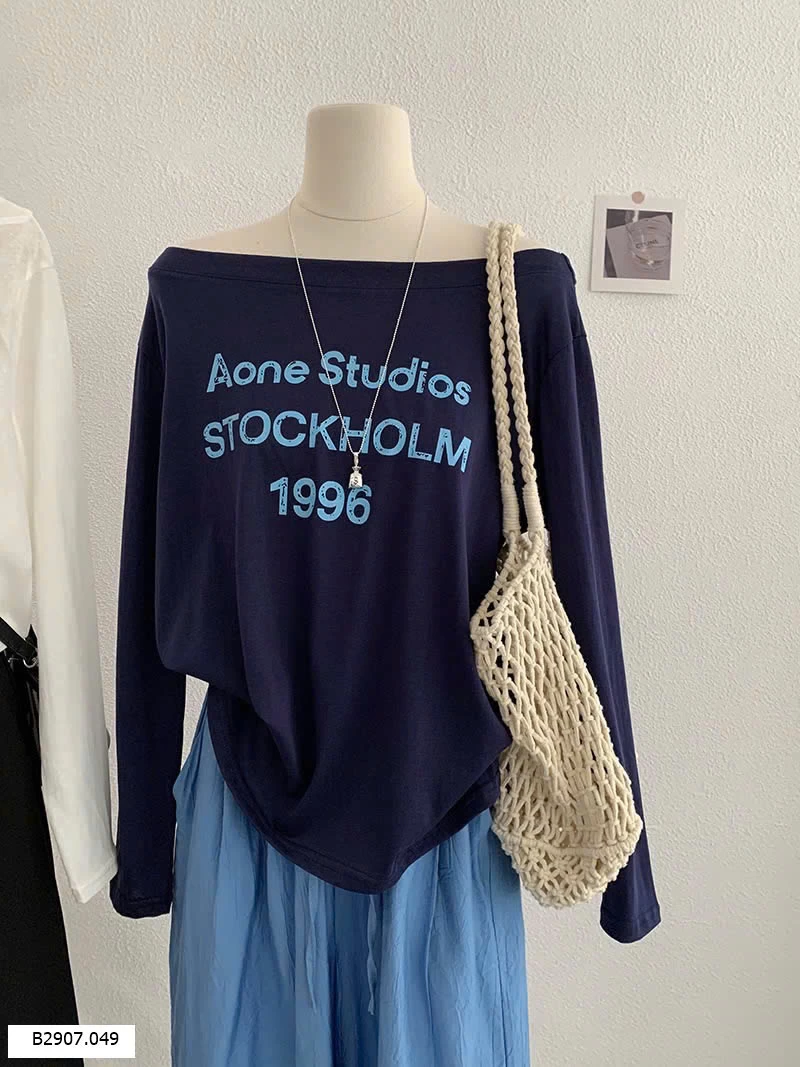 Aone Studios
STOCKHOLM
1996
B2907.049